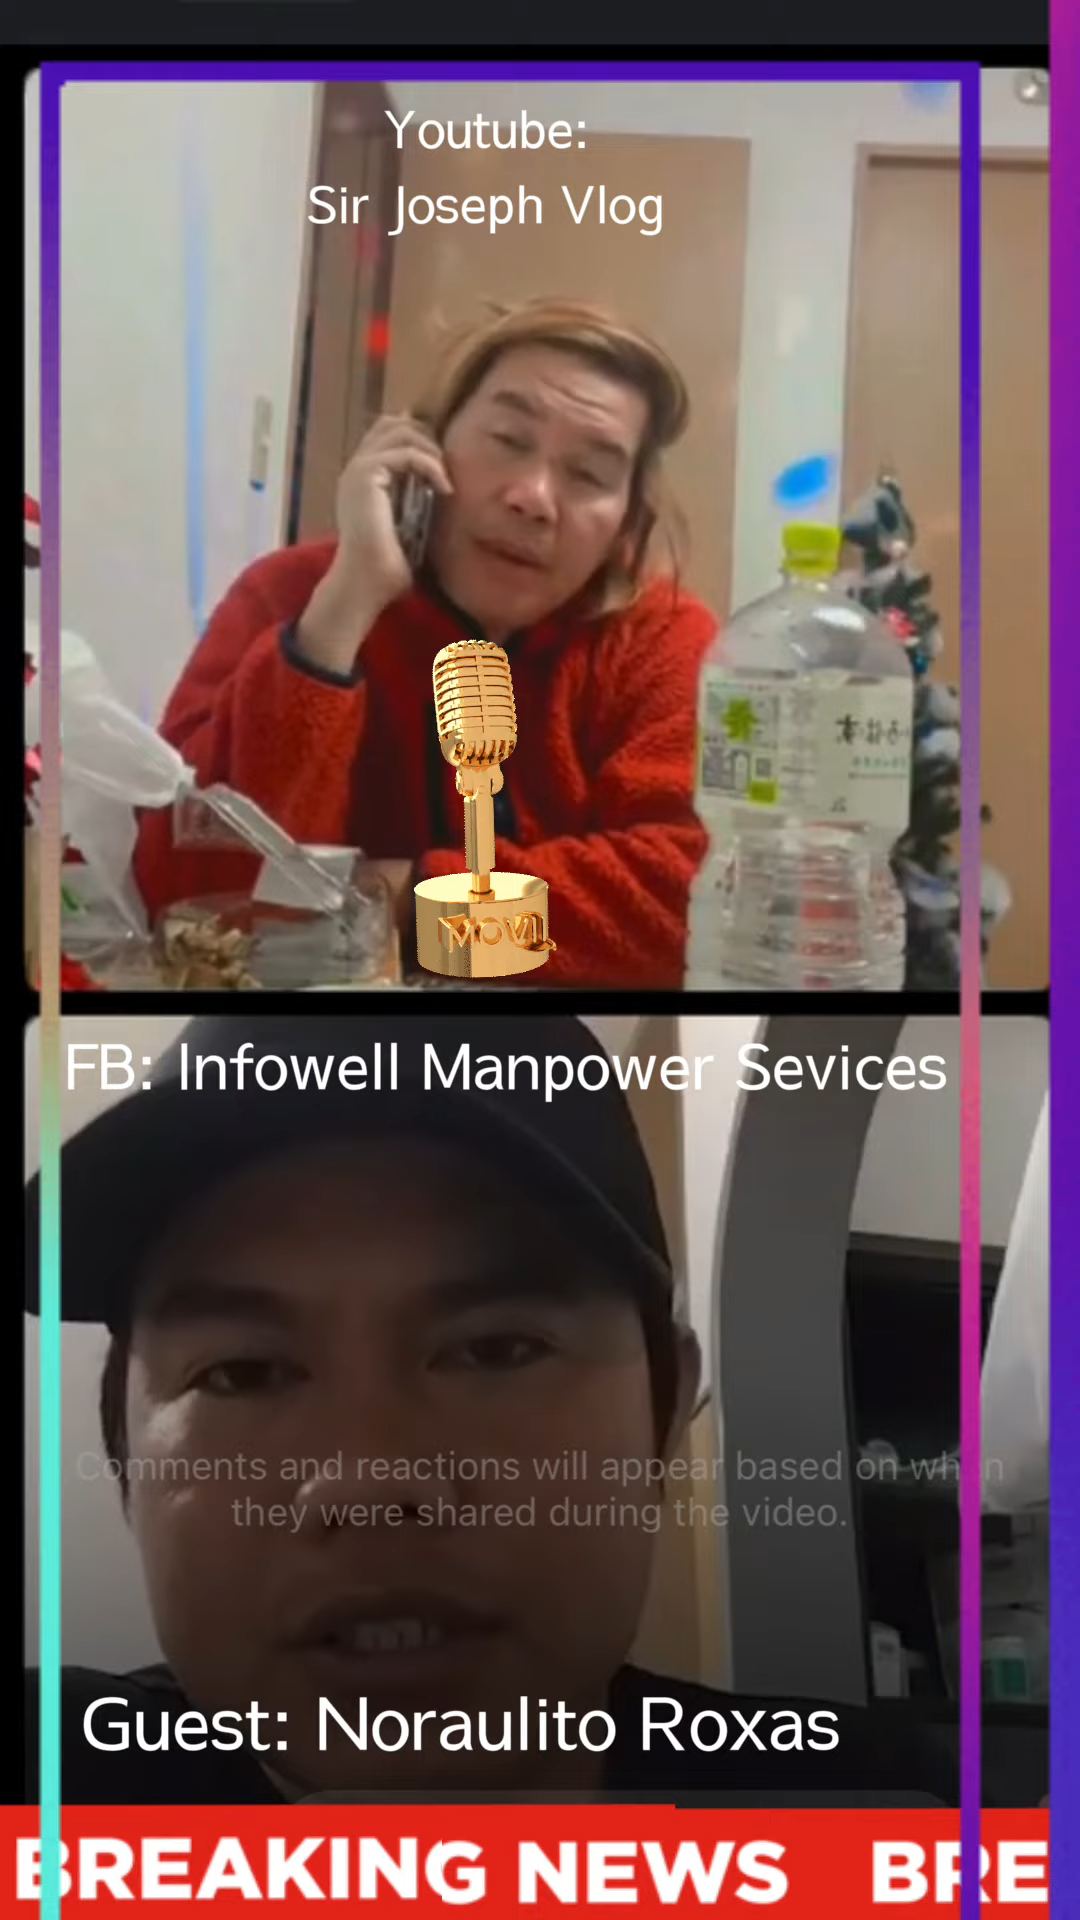 Youtube:
Sir Joseph Vlog
FB: Infowell Manpower Sevices
Comments and reactions will appear based on when
they were shared during the video.
Guest: Noraulito Roxas
BREAKING NEWS BRE